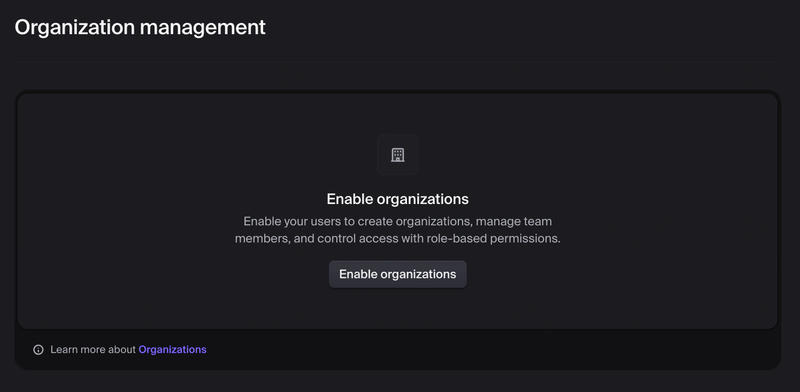 Organization management
Enable organizations
Enable your users to create organizations, manage team
members, and control access with role-based permissions.
Enable organizations
Learn more about Organizations